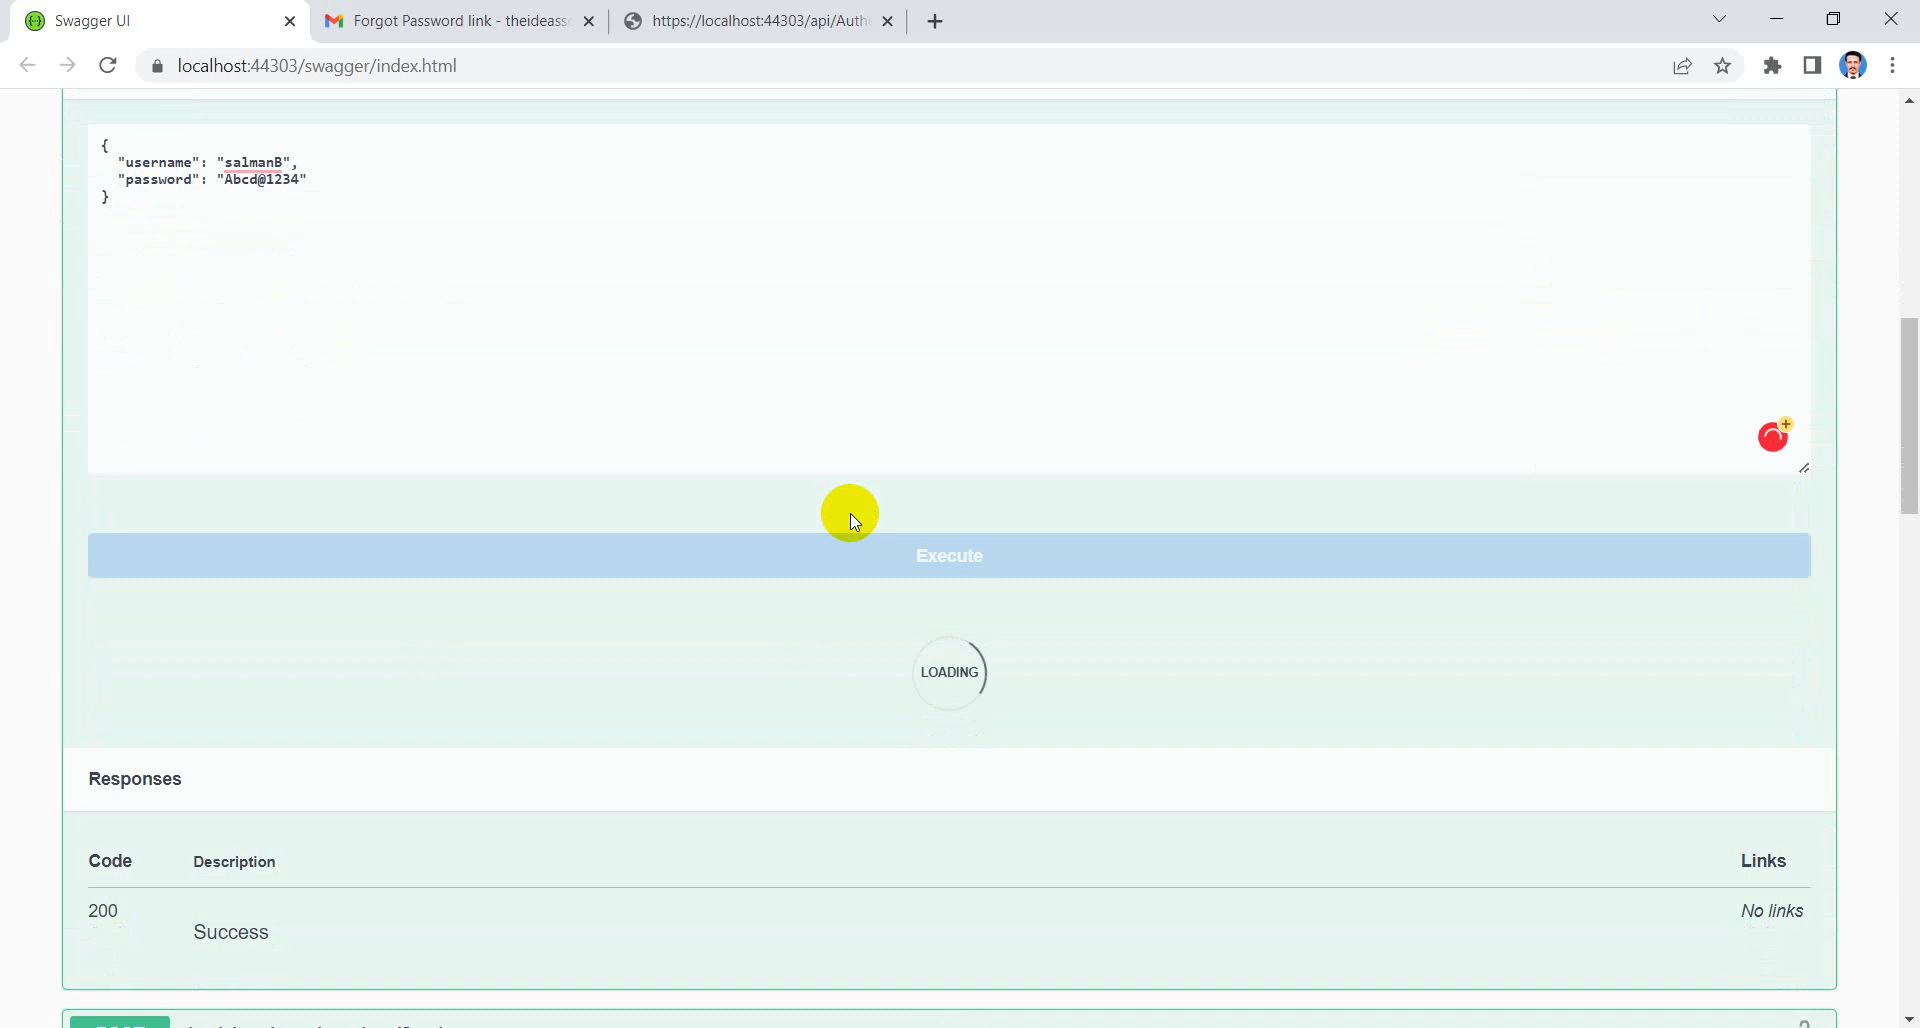 Swagger UI
Forgot Password link - theideass
https://localhost:44303/api/Auth
localhost:44303/swagger/index.html
{
"username": "salmanB",
"password": "Abcd@1234"
}
Execute
LOADING
Responses
Code Description Links
200 No links
Success